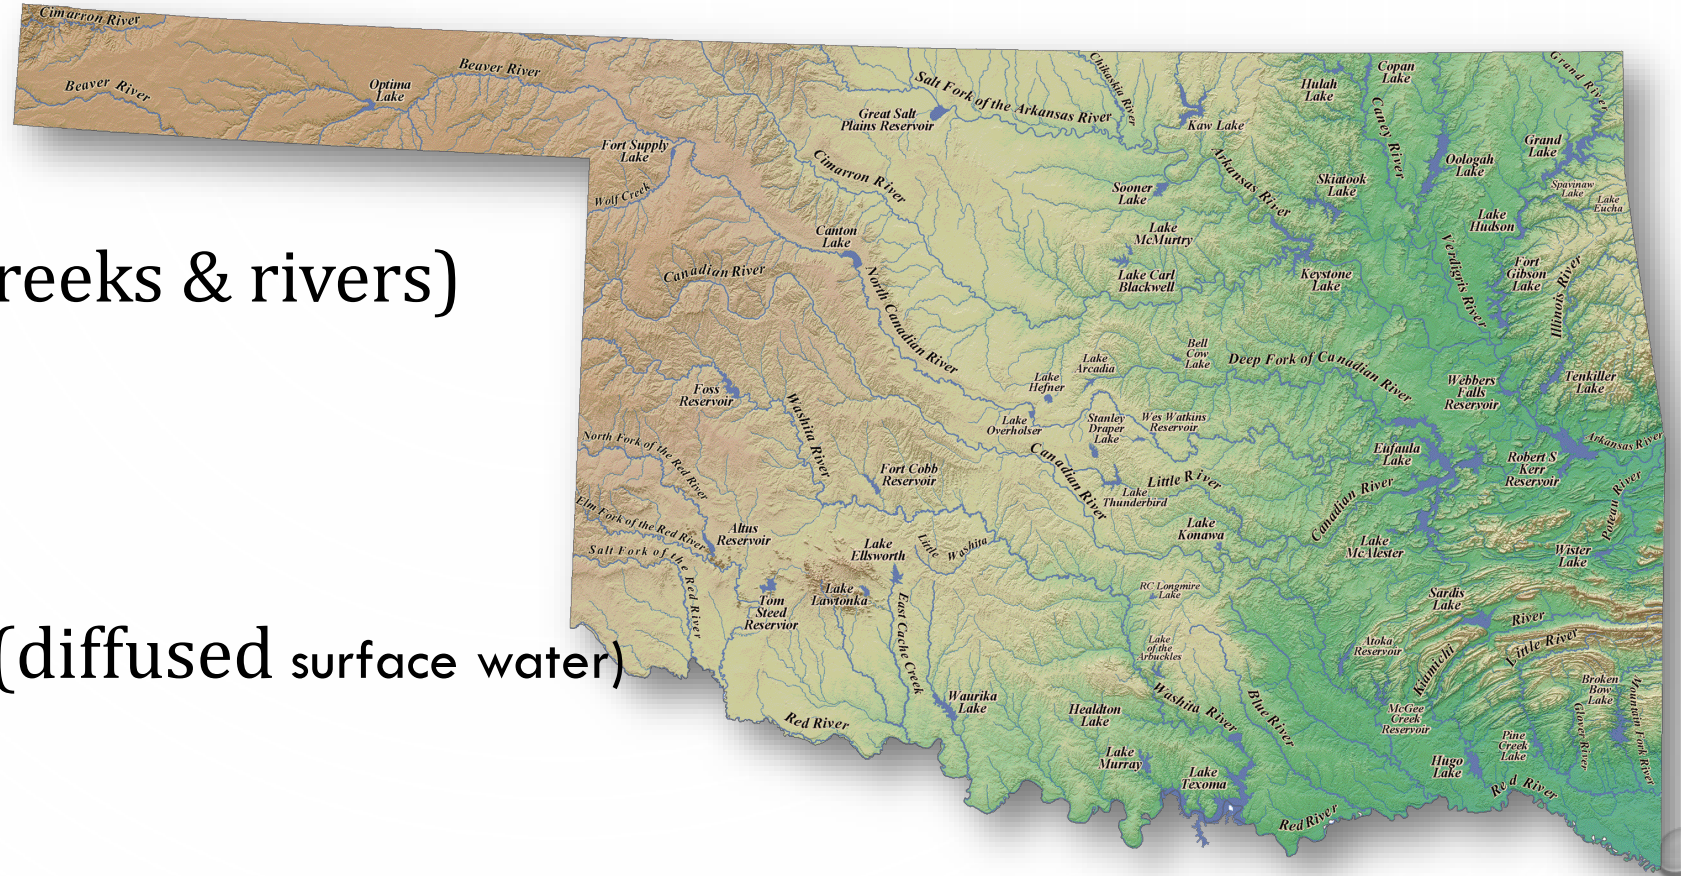 Cimarron River
Beaver River
Optima
Lake
Beaver River
reeks & rivers)
(diffused surface water)
Fort Supply
Lake
Wolf Creek
Great Salt
Plains Reservoir
Salt Fork of the Arkansas River
Chikaskia River
Kaw Lake
Hulah
Lake
Copan
Lake
Caney River
Grand River
Grand
Lake
Oologah
Lake
Spavinaw
Lake
Lake
Eucha
Cimarron River
Arkansas River
Sooner
Lake
Skiatook
Lake
Lake
Hudson
Canton
Lake
Lake
McMurtry
Verdigris River
Canadian River
North Canadian River
Lake Carl
Blackwell
Keystone
Lake
Fort
Gibson
Lake
Illinois River
Bell
Cow
Lake
Lake
Arcadia
Deep Fork of Canadian River
Lake
Hefner
Webbers
Falls
Reservoir
Tenkiller
Lake
Foss
Reservoir
Washita River
Lake
Overholser
Stanley
Draper
Lake
Wes Watkins
Reservoir
North Fork of the Red River
Canadian River
Eufaula
Lake
Arkansas River
Robert S
Kerr
Reservoir
Fort Cobb
Reservoir
Little River
Lake
Thunderbird
Canadian River
Poteau River
Elm Fork of the Red River
Altus
Reservoir
Lake
Konawa
Salt Fork of the Red River
Lake
Ellsworth
Little Washita
Lake
McAlester
Wister
Lake
Tom
Steed
Reservior
Lake
Lawtonka
East Cache Creek
RC Longmire
Lake
Sardis
Lake
Kiamichi River
Little River
Lake
of the
Arbuckles
Atoka
Reservoir
Broken
Bow
Lake
Mountain Fork River
Waurika
Lake
Washita River
Blue River
Red River
Healdton
Lake
McGee
Creek
Reservoir
Glover River
Pine
Creek
Lake
Lake
Murray
Lake
Texoma
Hugo
Lake
Red River
Red River